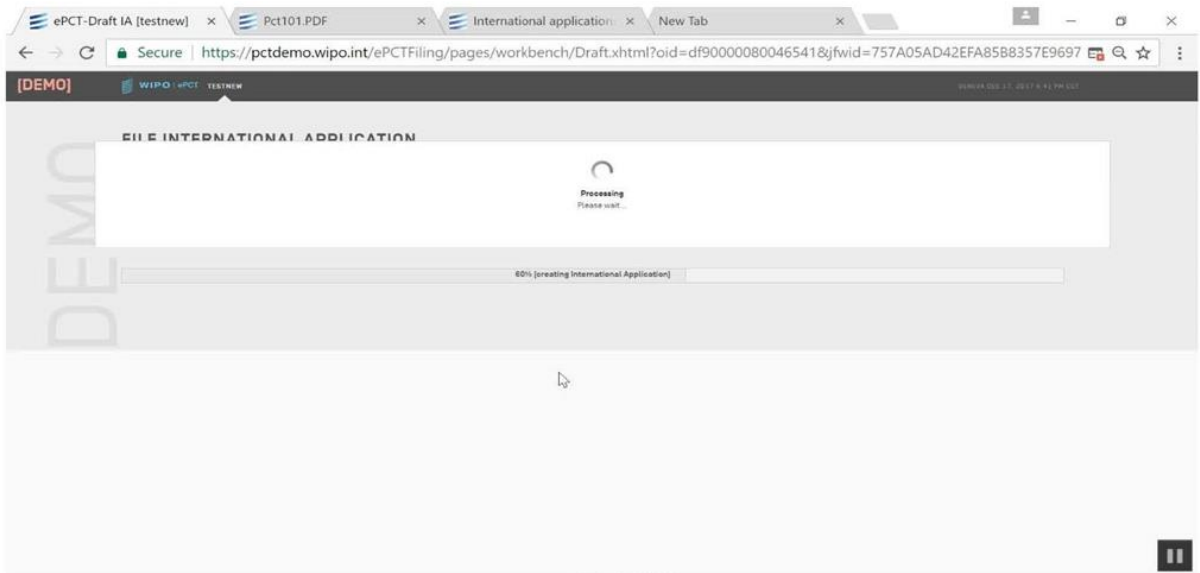 ePCT-Draft IA [testnew]
Pct101.PDF
International application
New Tab
Secure | https://pctdemo.wipo.int/ePCTFiling/pages/workbench/Draft.xhtml?oid=df90000080046541&jfwid=757A05AD42EFA85B8357E9697
[DEMO]
WIPO | ePCT TESTNEW
FILE INTERNATIONAL APPLICATION
Processing
Please wait...
60% [creating International Application]
DEMO